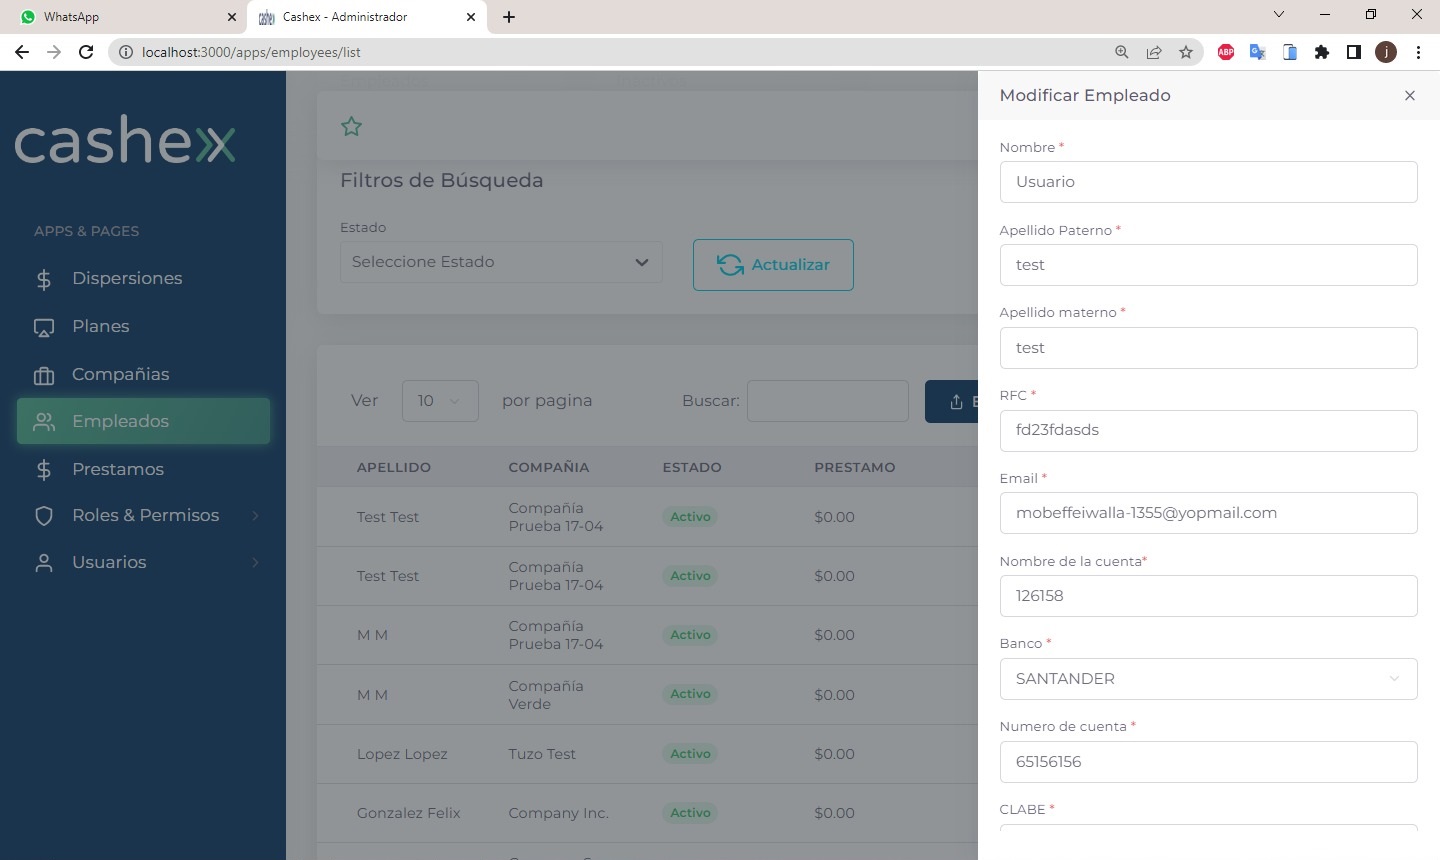 WhatsApp
Cashex - Administrador
localhost:3000/apps/employees/list
ABP
j
cashex
APPS & PAGES
Dispersiones
Planes
Compañias
Empleados
Prestamos
Roles & Permisos
Usuarios
Filtros de Búsqueda
Estado
Seleccione Estado
Actualizar
Ver 10 por pagina
Buscar:
APELLIDO COMPAÑIA ESTADO PRESTAMO
Test Test Compañía Prueba 17-04 Activo $0.00
Test Test Compañía Prueba 17-04 Activo $0.00
M M Compañía Prueba 17-04 Activo $0.00
M M Compañía Verde Activo $0.00
Lopez Lopez Tuzo Test Activo $0.00
Gonzalez Felix Company Inc. Activo $0.00
Modificar Empleado
Nombre *
Usuario
Apellido Paterno *
test
Apellido materno *
test
RFC *
fd23fdasds
Email *
mobeffeiwalla-1355@yopmail.com
Nombre de la cuenta*
126158
Banco *
SANTANDER
Numero de cuenta *
65156156
CLABE *